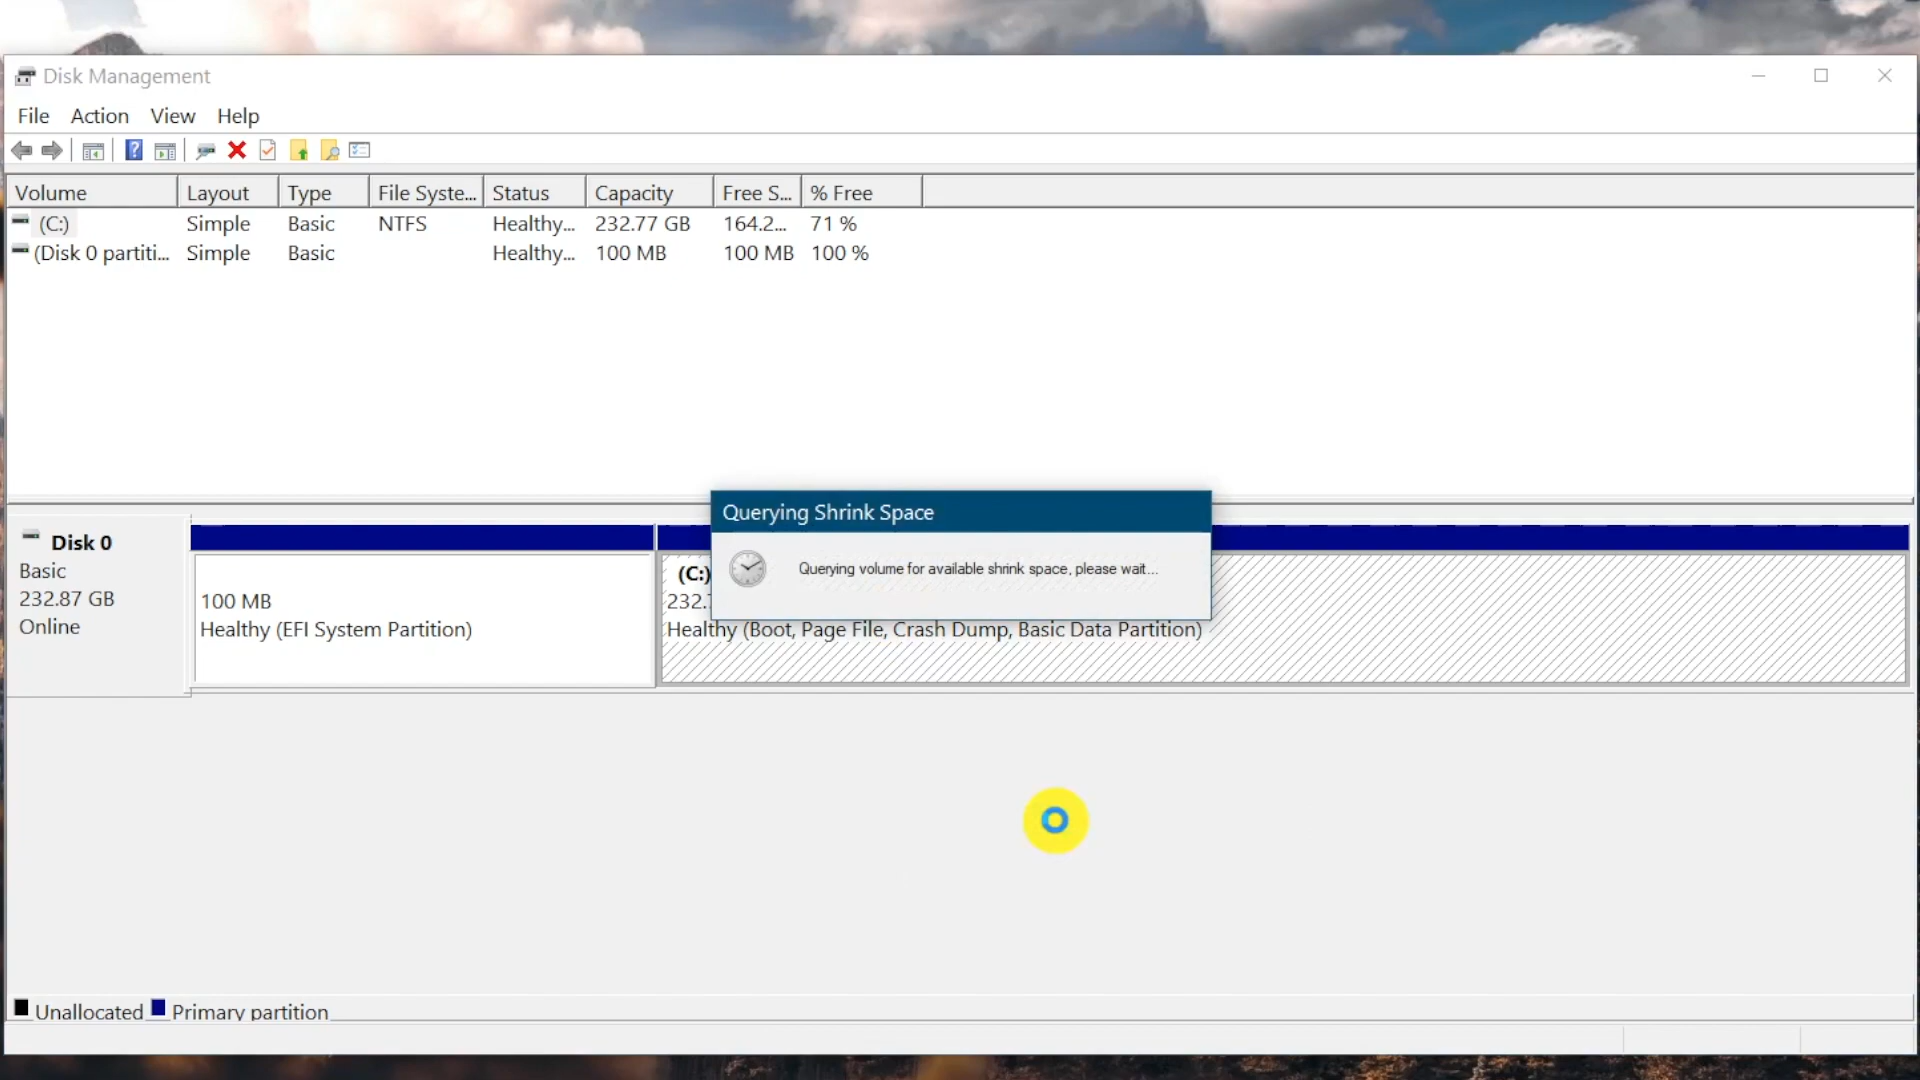 Disk Management
File Action View Help
Volume Layout Type File Syste... Status Capacity Free S... % Free
(C:) Simple Basic NTFS Healthy... 232.77 GB 164.2... 71 %
(Disk 0 partiti... Simple Basic Healthy... 100 MB 100 MB 100 %
Querying Shrink Space
Querying volume for available shrink space, please wait...
Disk 0
Basic
232.87 GB
Online
100 MB
Healthy (EFI System Partition)
(C:)
232.7
Healthy (Boot, Page File, Crash Dump, Basic Data Partition)
Unallocated Primary partition